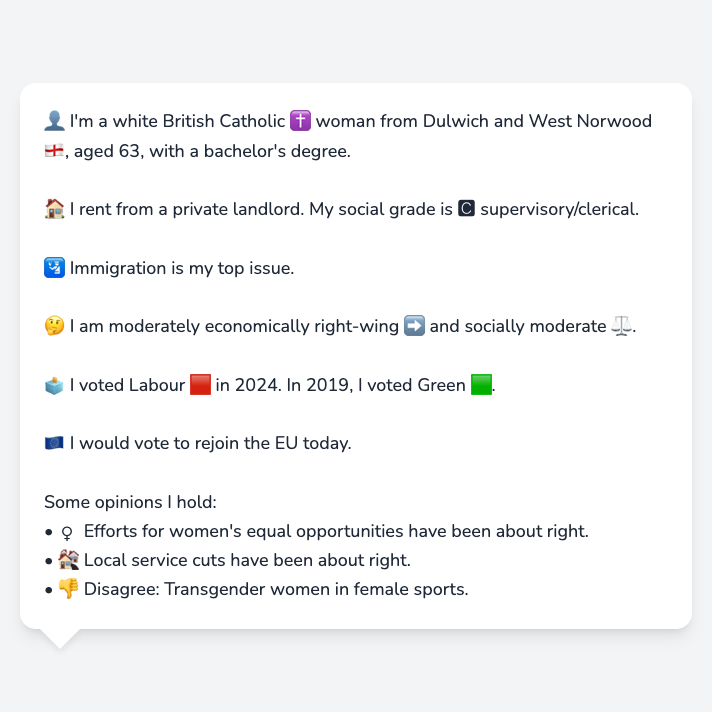 👤 I'm a white British Catholic ✝️ woman from Dulwich and West Norwood
🏴󠁧󠁢󠁥󠁮󠁧󠁿, aged 63, with a bachelor's degree.
🏠 I rent from a private landlord. My social grade is 🅲 supervisory/clerical.
🛂 Immigration is my top issue.
🤔 I am moderately economically right-wing ➡️ and socially moderate ⚖️.
🗳️ I voted Labour 🟥 in 2024. In 2019, I voted Green 🟩.
🇪🇺 I would vote to rejoin the EU today.
Some opinions I hold:
• ♀️ Efforts for women's equal opportunities have been about right.
• 🏚️ Local service cuts have been about right.
• 👎 Disagree: Transgender women in female sports.